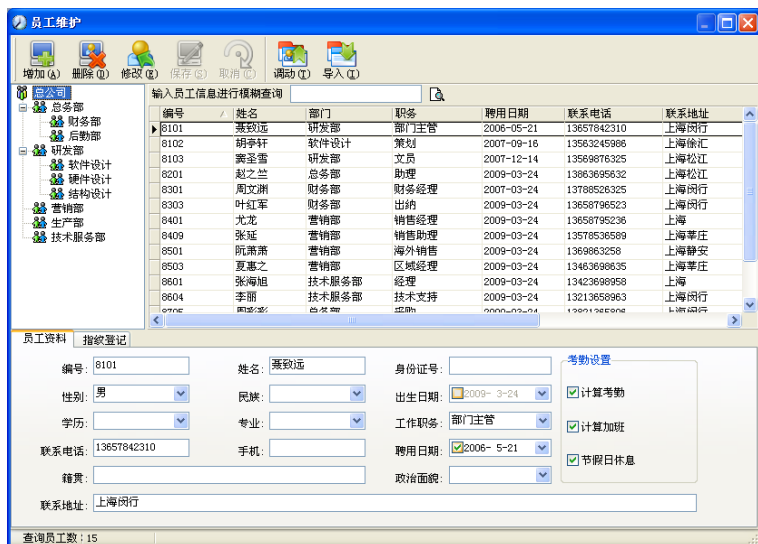 员工维护
增加(A) 删除(D) 修改(E) 保存(S) 取消(C) 调动(T) 导入(I)
总公司
总务部
财务部
后勤部
研发部
软件设计
硬件设计
结构设计
营销部
生产部
技术服务部
输入员工信息进行模糊查询
编号 姓名 部门 职务 聘用日期 联系电话 联系地址
8101 聂致远 研发部 部门主管 2006-05-21 13657842310 上海闵行
8102 胡亭轩 软件设计 策划 2007-09-16 13563245986 上海徐汇
8103 窦圣雪 研发部 文员 2007-12-14 13569876325 上海松江
8201 赵之兰 总务部 助理 2009-03-24 13863695632 上海松江
8301 周文渊 财务部 财务经理 2007-03-24 13788526325 上海闵行
8303 叶红军 财务部 出纳 2009-03-24 13658796523 上海闵行
8401 尤龙 营销部 销售经理 2009-03-24 13658795236 上海
8409 张延 营销部 销售助理 2009-03-24 13578536589 上海莘庄
8501 阮萧萧 营销部 海外销售 2009-03-24 1369863258 上海静安
8503 夏惠之 营销部 区域经理 2009-03-24 13463698635 上海莘庄
8601 张海旭 技术服务部 经理 2009-03-24 13423698958 上海
8604 李丽 技术服务部 技术支持 2009-03-24 13213658963 上海闵行
员工资料 指纹登记
编号: 8101 姓名: 聂致远 身份证号:
性别: 男 民族: 出生日期: 2009- 3-24
学历: 专业: 工作职务: 部门主管
联系电话: 13657842310 手机: 聘用日期: 2006- 5-21
籍贯: 政治面貌:
联系地址: 上海闵行
考勤设置
计算考勤
计算加班
节假日休息
查询员工数:15